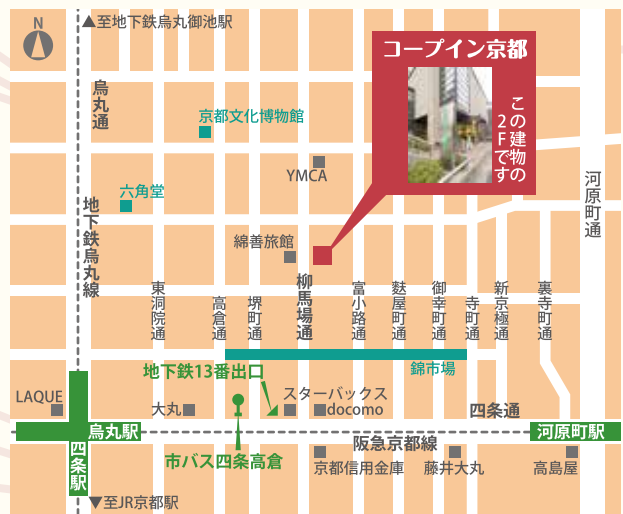 N
▲至地下鉄烏丸御池駅
コープイン京都
この建物の
2Fです
烏丸通
京都文化博物館
YMCA
六角堂
河原町通
地下鉄烏丸線
綿善旅館
東洞院通
高倉通
堺町通
柳馬場通
富小路通
麩屋町通
御幸町通
寺町通
新京極通
裏寺町通
錦市場
地下鉄13番出口
LAQUE
大丸
スターバックス
docomo
四条通
烏丸駅
河原町駅
阪急京都線
四条駅
市バス四条高倉
京都信用金庫
藤井大丸
高島屋
▼至JR京都駅